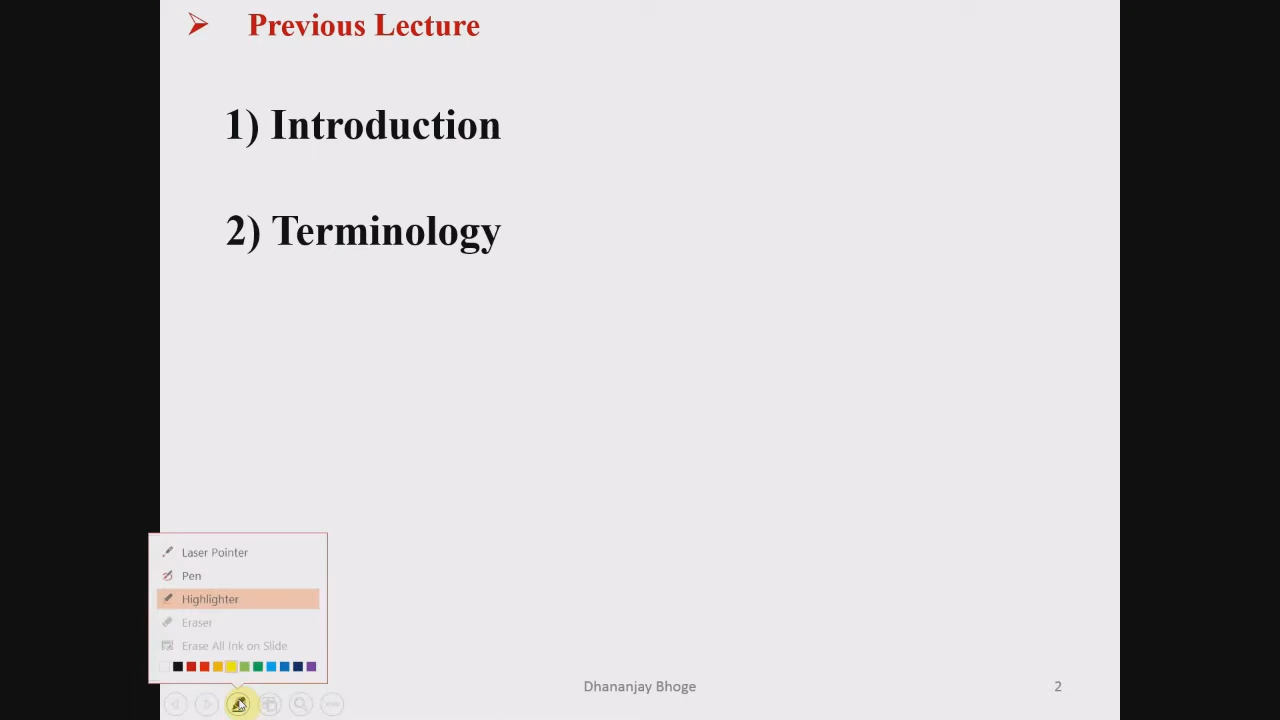 Previous Lecture
1) Introduction
2) Terminology
Laser Pointer
Pen
Highlighter
Eraser
Erase All Ink on Slide
Dhananjay Bhoge
2